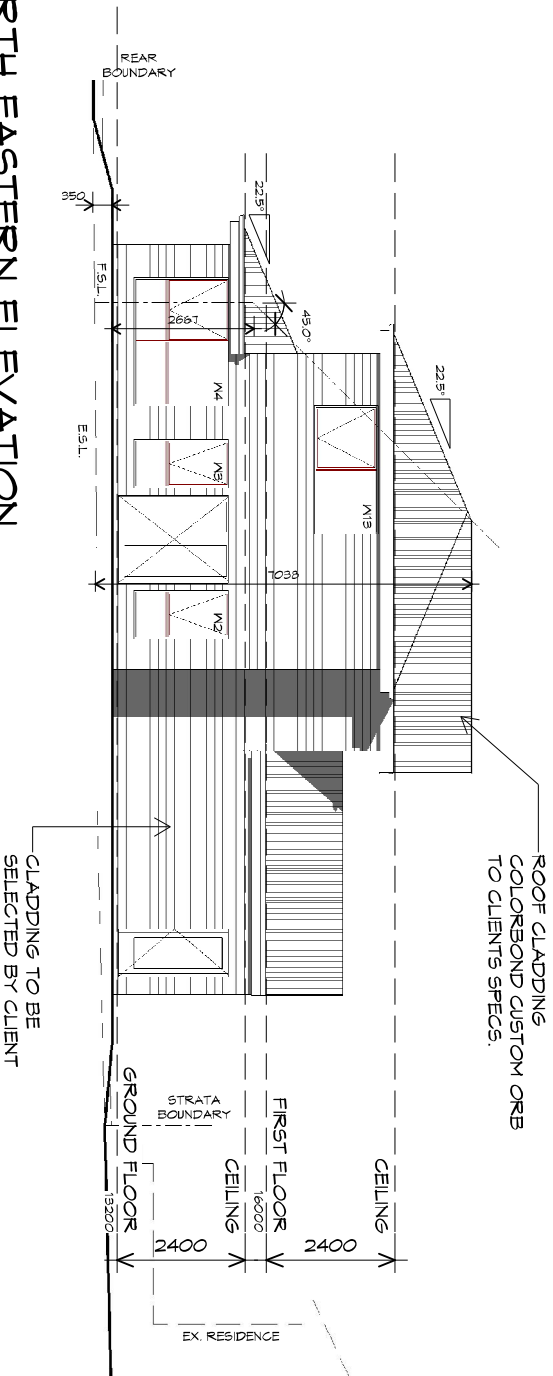 ROOF CLADDING
COLORBOND CUSTOM ORB
TO CLIENTS SPECS.
22.5°
22.5°
45.0°
CEILING
FIRST FLOOR
16000
CEILING
GROUND FLOOR
13200
2400
2400
W13
W4
W3
W2
2667
7038
350
REAR
BOUNDARY
F.S.L.
E.S.L.
STRATA
BOUNDARY
EX. RESIDENCE
CLADDING TO BE
SELECTED BY CLIENT
EASTERN ELEVATION